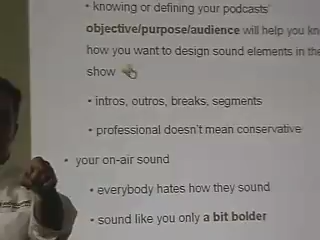 • knowing or defining your podcasts'
objective/purpose/audience will help you kn
how you want to design sound elements in the
show
• intros, outros, breaks, segments
• professional doesn't mean conservative
• your on-air sound
• everybody hates how they sound
• sound like you only a bit bolder